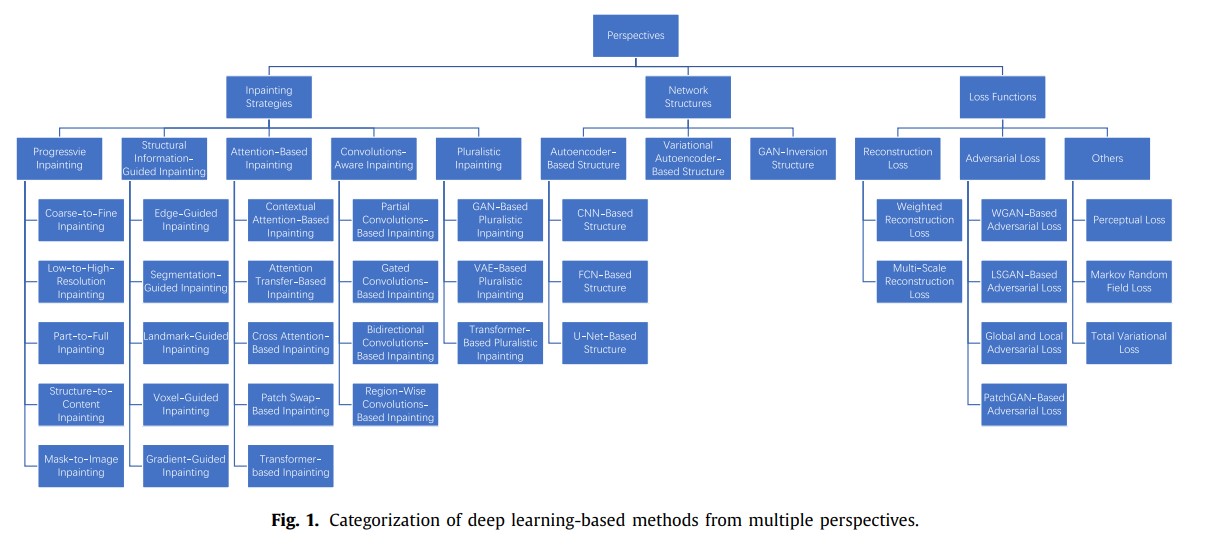 Perspectives
Inpainting
Strategies
Network
Structures
Loss Functions
Progressvie
Inpainting
Structural
Information-
Guided Inpainting
Attention-Based
Inpainting
Convolutions-
Aware Inpainting
Pluralistic
Inpainting
Autoencoder-
Based Structure
Variational
Autoencoder-
Based Structure
GAN-Inversion
Structure
Reconstruction
Loss
Adversarial Loss
Others
Coarse-to-Fine
Inpainting
Edge-Guided
Inpainting
Contextual
Attention-Based
Inpainting
Partial
Convolutions-
Based Inpainting
GAN-Based
Pluralistic
Inpainting
CNN-Based
Structure
Weighted
Reconstruction
Loss
WGAN-Based
Adversarial Loss
Perceptual Loss
Low-to-High-
Resolution
Inpainting
Segmentation-
Guided Inpainting
Attention
Transfer-Based
Inpainting
Gated
Convolutions-
Based Inpainting
VAE-Based
Pluralistic
Inpainting
FCN-Based
Structure
Multi-Scale
Reconstruction
Loss
LSGAN-Based
Adversarial Loss
Markov Random
Field Loss
Part-to-Full
Inpainting
Landmark-Guided
Inpainting
Cross Attention-
Based Inpainting
Bidirectional
Convolutions-
Based Inpainting
Transformer-
Based Pluralistic
Inpainting
U-Net-Based
Structure
Global and Local
Adversarial Loss
Total Variational
Loss
Structure-to-
Content
Inpainting
Voxel-Guided
Inpainting
Patch Swap-
Based Inpainting
Region-Wise
Convolutions-
Based Inpainting
PatchGAN-Based
Adversarial Loss
Mask-to-Image
Inpainting
Gradient-Guided
Inpainting
Transformer-
based Inpainting
Fig. 1. Categorization of deep learning-based methods from multiple perspectives.